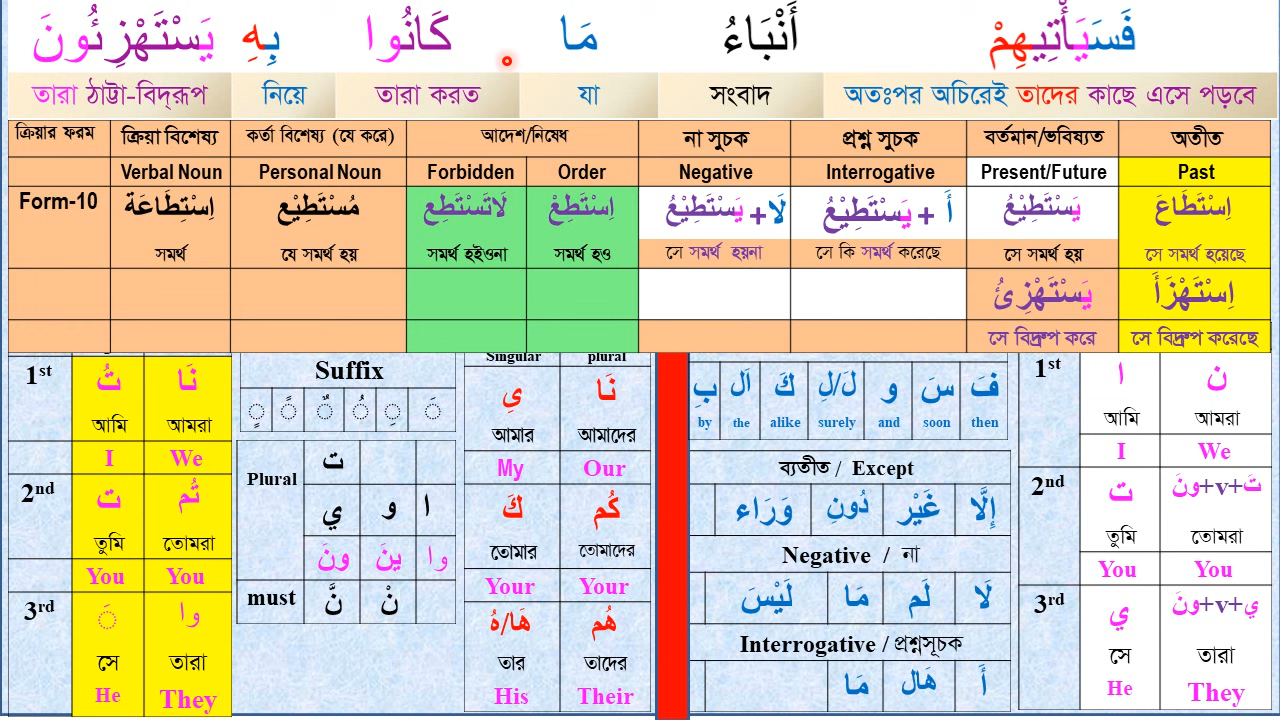 فَسَيَأْتِيهِمْ أَنْبَاءُ مَا كَانُوا بِهِ يَسْتَهْزِئُونَ
তারা ঠাট্টা-বিদ্রূপ নিয়ে তারা করত যা সংবাদ অতঃপর অচিরেই তাদের কাছে এসে পড়বে
ক্রিয়ার ফরম ক্রিয়া বিশেষ্য কর্তা বিশেষ্য (যে করে) আদেশ/নিষেধ না সুচক প্রশ্ন সুচক বর্তমান/ভবিষ্যত অতীত
Verbal Noun Personal Noun Forbidden Order Negative Interrogative Present/Future Past
Form-10 اِسْتِطَاعَة مُسْتَطِيْع لَاتَسْتَطِع اِسْتَطِعْ لَا+ يَسْتَطِيْعُ أَ + يَسْتَطِيْعُ يَسْتَطِيْعُ اِسْتَطَاعَ
সমর্থ যে সমর্থ হয় সমর্থ হইওনা সমর্থ হও সে সমর্থ হয়না সে কি সমর্থ করেছে সে সমর্থ হয় সে সমর্থ হয়েছে
يَسْتَهْزِئُ اِسْتَهْزَأَ
সে বিদ্রুপ করে সে বিদ্রুপ করেছে
1st تُ نَا
আমি আমরা
I We
2nd ت تُم
তুমি তোমরা
You You
3rd َ وا
সে তারা
He They
Suffix
ٍ ً ٌ ُ ِ َ
Plural ت
ي و ا
ونَ ينَ وا
must نَّ نْ
Singular plural
يِ نَا
আমার আমাদের
My Our
كَ كُم
তোমার তোমাদের
Your Your
هَا/هُ هُم
তার তাদের
His Their
بِ اَل كَ لَ/لِ و سَ فَ
by the alike surely and soon then
ব্যতীত / Except
وَرَاء دُونِ غَيْر إِلَّا
Negative / না
لَيْسَ مَا لَم لَا
Interrogative / প্রশ্নসূচক
مَا هَال أَ
1st ا ن
আমি আমরা
I We
2nd ت تَ+v+ونَ
তুমি তোমরা
You You
3rd ي ي+v+ونَ
সে তারা
He They